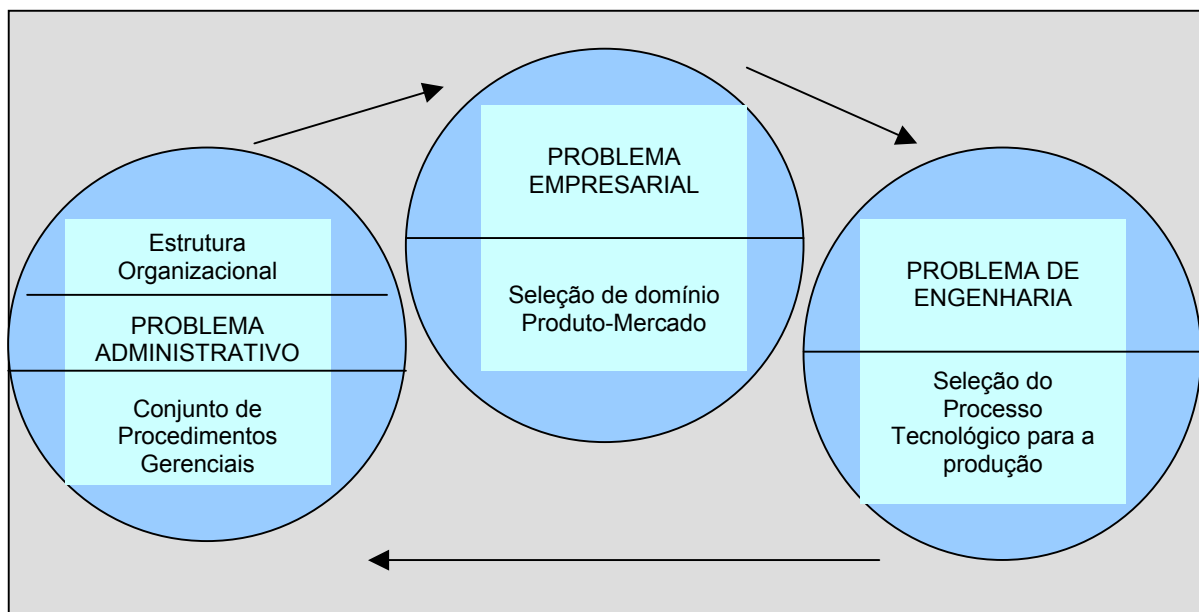 Estrutura
Organizacional
PROBLEMA
ADMINISTRATIVO
Conjunto de
Procedimentos
Gerenciais
PROBLEMA
EMPRESARIAL
Seleção de domínio
Produto-Mercado
PROBLEMA DE
ENGENHARIA
Seleção do
Processo
Tecnológico para a
produção